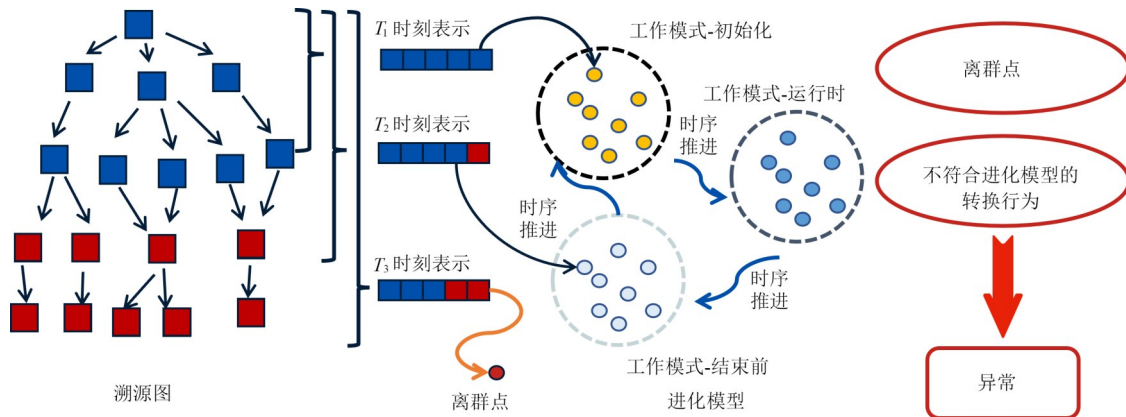 溯源图
T₁ 时刻表示
T₂ 时刻表示
T₃ 时刻表示
时序
推进
离群点
工作模式-初始化
时序
推进
工作模式-运行时
时序
推进
工作模式-结束前
进化模型
离群点
不符合进化模型的
转换行为
异常